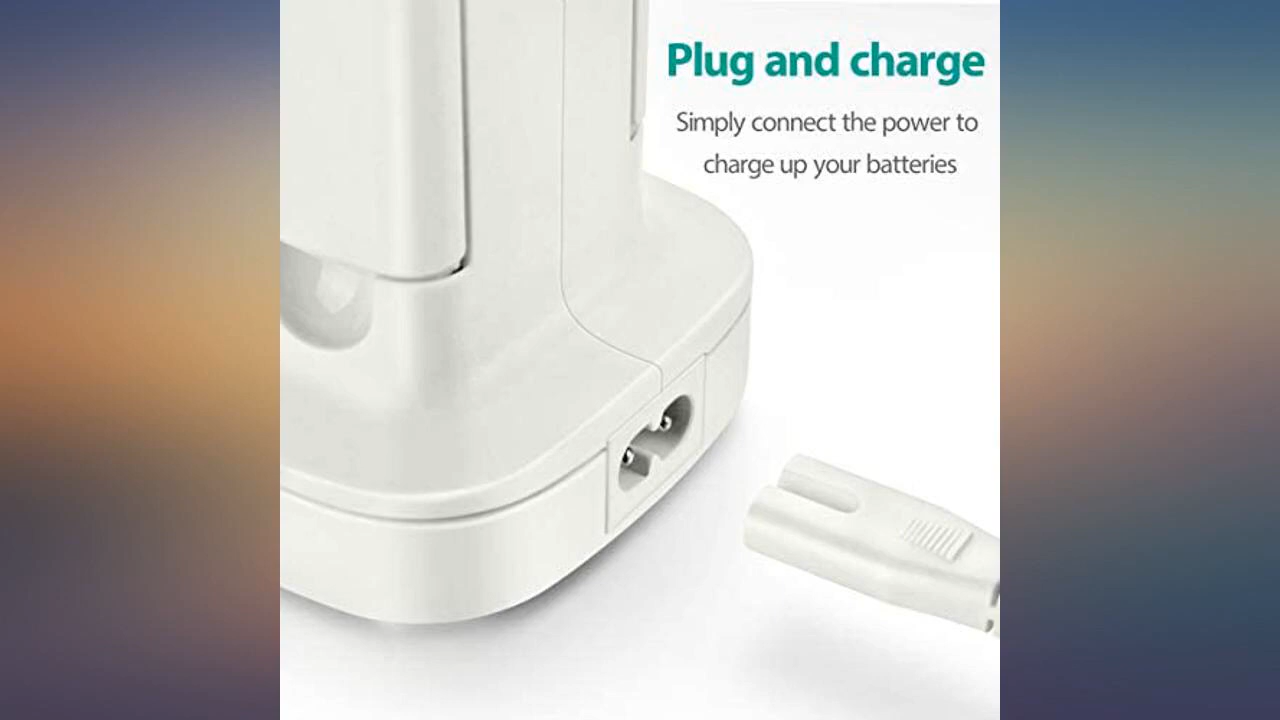 Plug and charge
Simply connect the power to
charge up your batteries